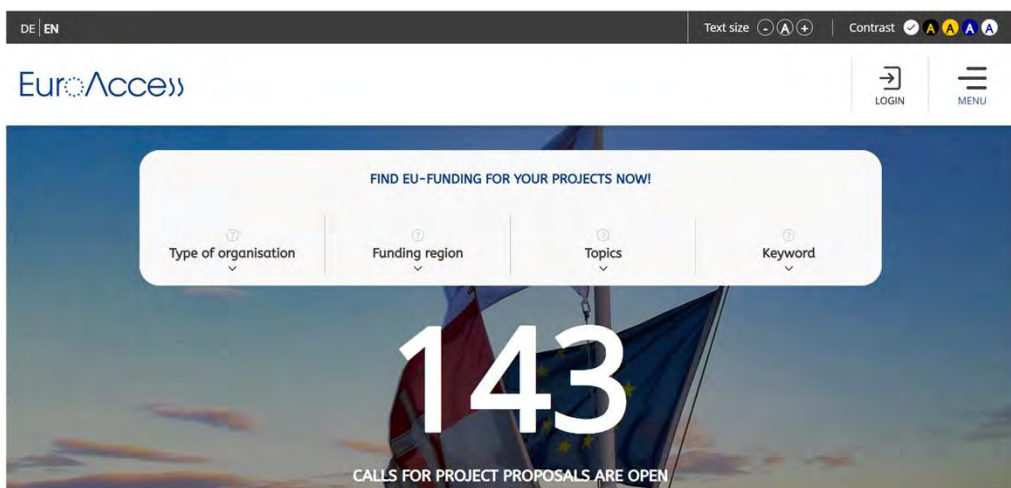 DE | EN
Text size - A +
Contrast A A A A
EuroAccess
LOGIN
MENU
FIND EU-FUNDING FOR YOUR PROJECTS NOW!
Type of organisation
Funding region
Topics
Keyword
143
CALLS FOR PROJECT PROPOSALS ARE OPEN